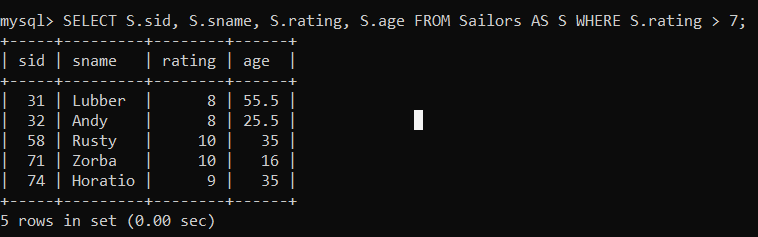 mysql> SELECT S.sid, S.sname, S.rating, S.age FROM Sailors AS S WHERE S.rating > 7;
+-----+---------+--------+------+
| sid | sname   | rating | age  |
+-----+---------+--------+------+
|  31 | Lubber  |      8 | 55.5 |
|  32 | Andy    |      8 | 25.5 |
|  58 | Rusty   |     10 |   35 |
|  71 | Zorba   |     10 |   16 |
|  74 | Horatio |      9 |   35 |
+-----+---------+--------+------+
5 rows in set (0.00 sec)